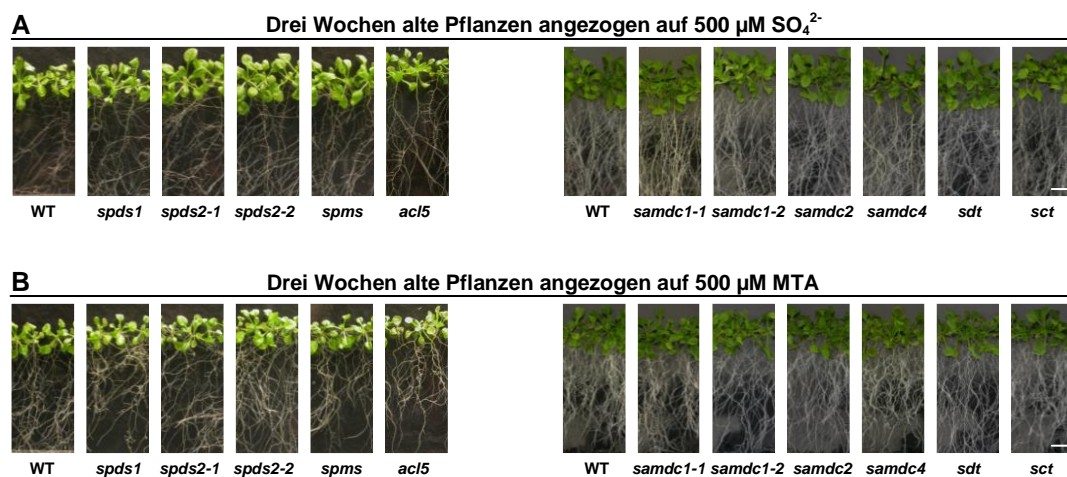 A Drei Wochen alte Pflanzen angezogen auf 500 µM SO₄²⁻
WT spds1 spds2-1 spds2-2 spms acl5 WT samdc1-1 samdc1-2 samdc2 samdc4 sdt sct
B Drei Wochen alte Pflanzen angezogen auf 500 µM MTA
WT spds1 spds2-1 spds2-2 spms acl5 WT samdc1-1 samdc1-2 samdc2 samdc4 sdt sct